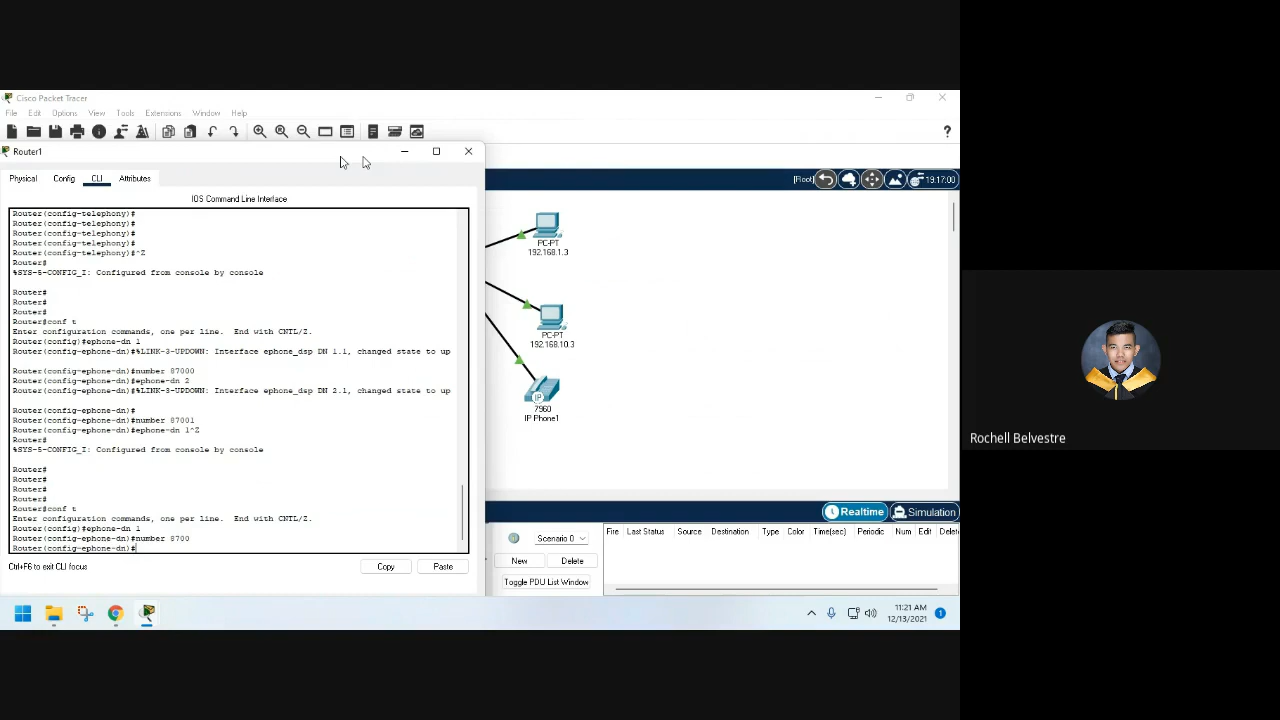 Cisco Packet Tracer
File Edit Options View Tools Extensions Window Help
?
Router1
Physical Config CLI Attributes
IOS Command Line Interface
Router(config-telephony)#
Router(config-telephony)#
Router(config-telephony)#
Router(config-telephony)#
Router(config-telephony)#^Z
Router#
%SYS-5-CONFIG_I: Configured from console by console
Router#
Router#
Router#
Router#conf t
Enter configuration commands, one per line.  End with CNTL/Z.
Router(config)#ephone-dn 1
Router(config-ephone-dn)#%LINK-3-UPDOWN: Interface ephone_dsp DN 1.1, changed state to up
Router(config-ephone-dn)#number 87000
Router(config-ephone-dn)#ephone-dn 2
Router(config-ephone-dn)#%LINK-3-UPDOWN: Interface ephone_dsp DN 2.1, changed state to up
Router(config-ephone-dn)#
Router(config-ephone-dn)#number 87001
Router(config-ephone-dn)#ephone-dn 1^Z
Router#
%SYS-5-CONFIG_I: Configured from console by console
Router#
Router#
Router#
Router#
Router#conf t
Enter configuration commands, one per line.  End with CNTL/Z.
Router(config)#ephone-dn 1
Router(config-ephone-dn)#number 8700
Router(config-ephone-dn)#
Ctrl+F6 to exit CLI focus
Copy Paste
[Root] 19:17:00
PC-PT
192.168.1.3
PC-PT
192.168.10.3
IP
7960
IP Phone1
Realtime Simulation
Scenario 0
New Delete
Toggle PDU List Window
Fire Last Status Source Destination Type Color Time(sec) Periodic Num Edit Delet
11:21 AM
12/13/2021
1
Rochell Belvestre